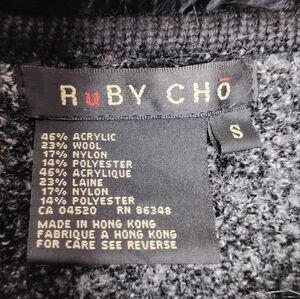 RuBY CHō
S
46% ACRYLIC
23% WOOL
17% NYLON
14% POLYESTER
46% ACRYLIQUE
23% LAINE
17% NYLON
14% POLYESTER
CA 04520 RN 86348
MADE IN HONG KONG
FABRIQUE A HONG KONG
FOR CARE SEE REVERSE